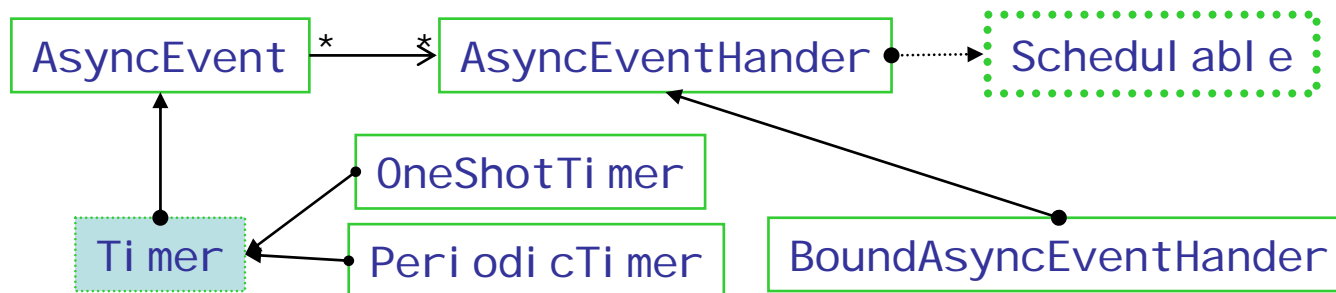 AsyncEvent * * AsyncEventHander Schedulable
OneShotTimer
Timer PeriodicTimer BoundAsyncEventHander